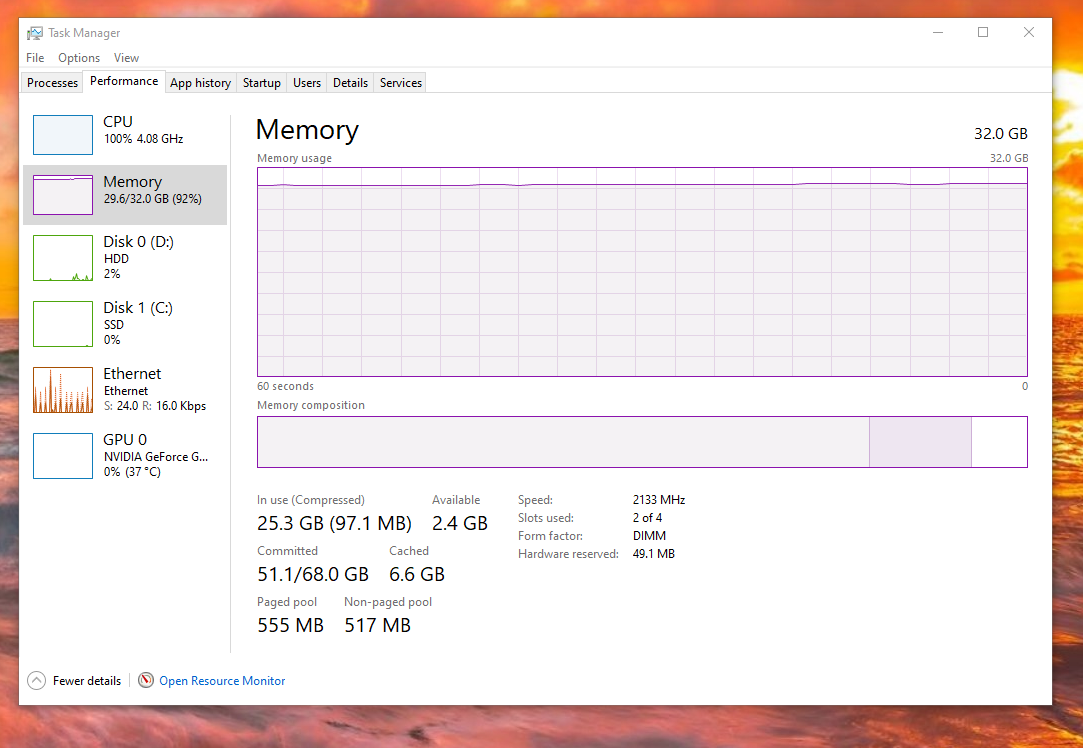 Task Manager
File Options View
Processes Performance App history Startup Users Details Services
CPU
100% 4.08 GHz
Memory
29.6/32.0 GB (92%)
Disk 0 (D:)
HDD
2%
Disk 1 (C:)
SSD
0%
Ethernet
Ethernet
S: 24.0 R: 16.0 Kbps
GPU 0
NVIDIA GeForce G...
0% (37 °C)
Memory 32.0 GB
Memory usage 32.0 GB
60 seconds 0
Memory composition
In use (Compressed) Available
25.3 GB (97.1 MB) 2.4 GB
Committed Cached
51.1/68.0 GB 6.6 GB
Paged pool Non-paged pool
555 MB 517 MB
Speed: 2133 MHz
Slots used: 2 of 4
Form factor: DIMM
Hardware reserved: 49.1 MB
Fewer details Open Resource Monitor